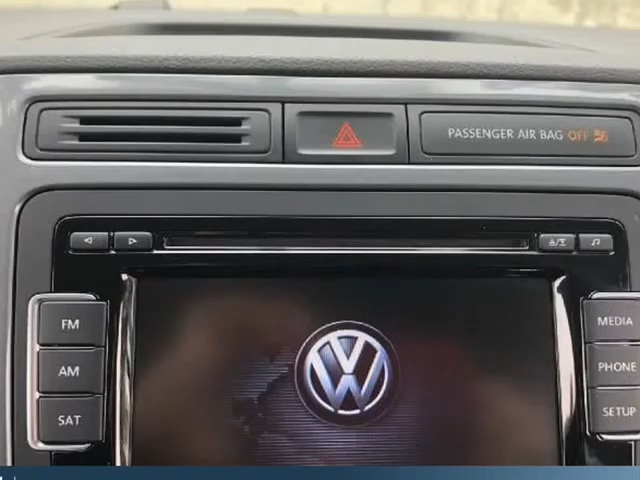 PASSENGER AIR BAG OFF
FM
AM
SAT
MEDIA
PHONE
SETUP